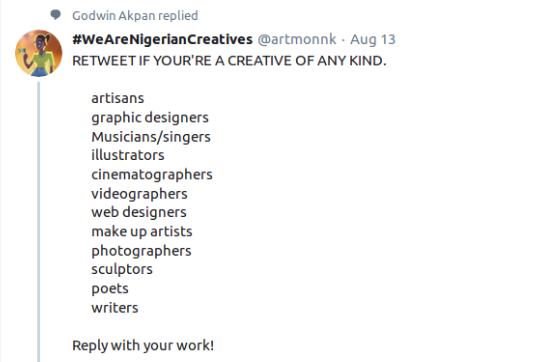 Godwin Akpan replied
#WeAreNigerianCreatives @artmonnk · Aug 13
RETWEET IF YOUR'RE A CREATIVE OF ANY KIND.
artisans
graphic designers
Musicians/singers
illustrators
cinematographers
videographers
web designers
make up artists
photographers
sculptors
poets
writers
Reply with your work!